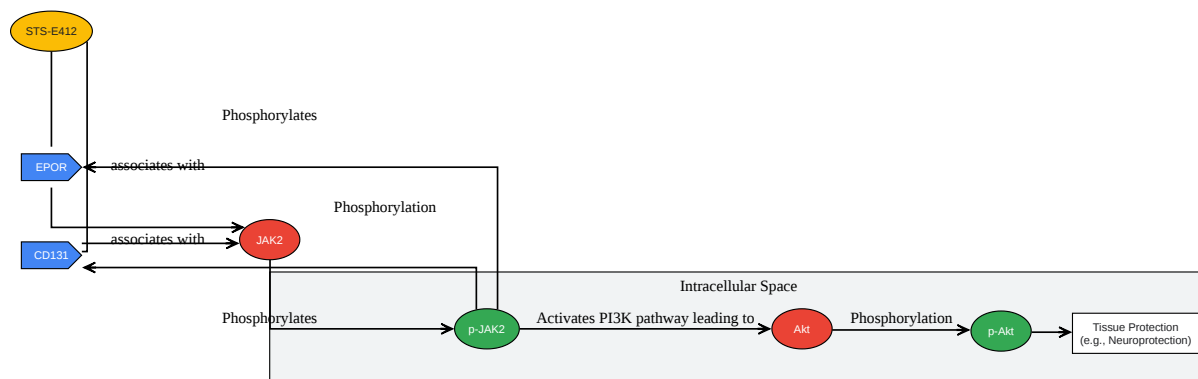 STS-E412
Phosphorylates
EPOR
associates with
Phosphorylation
CD131
associates with
JAK2
Intracellular Space
Phosphorylates
p-JAK2
Activates PI3K pathway leading to
Akt
Phosphorylation
p-Akt
Tissue Protection
(e.g., Neuroprotection)